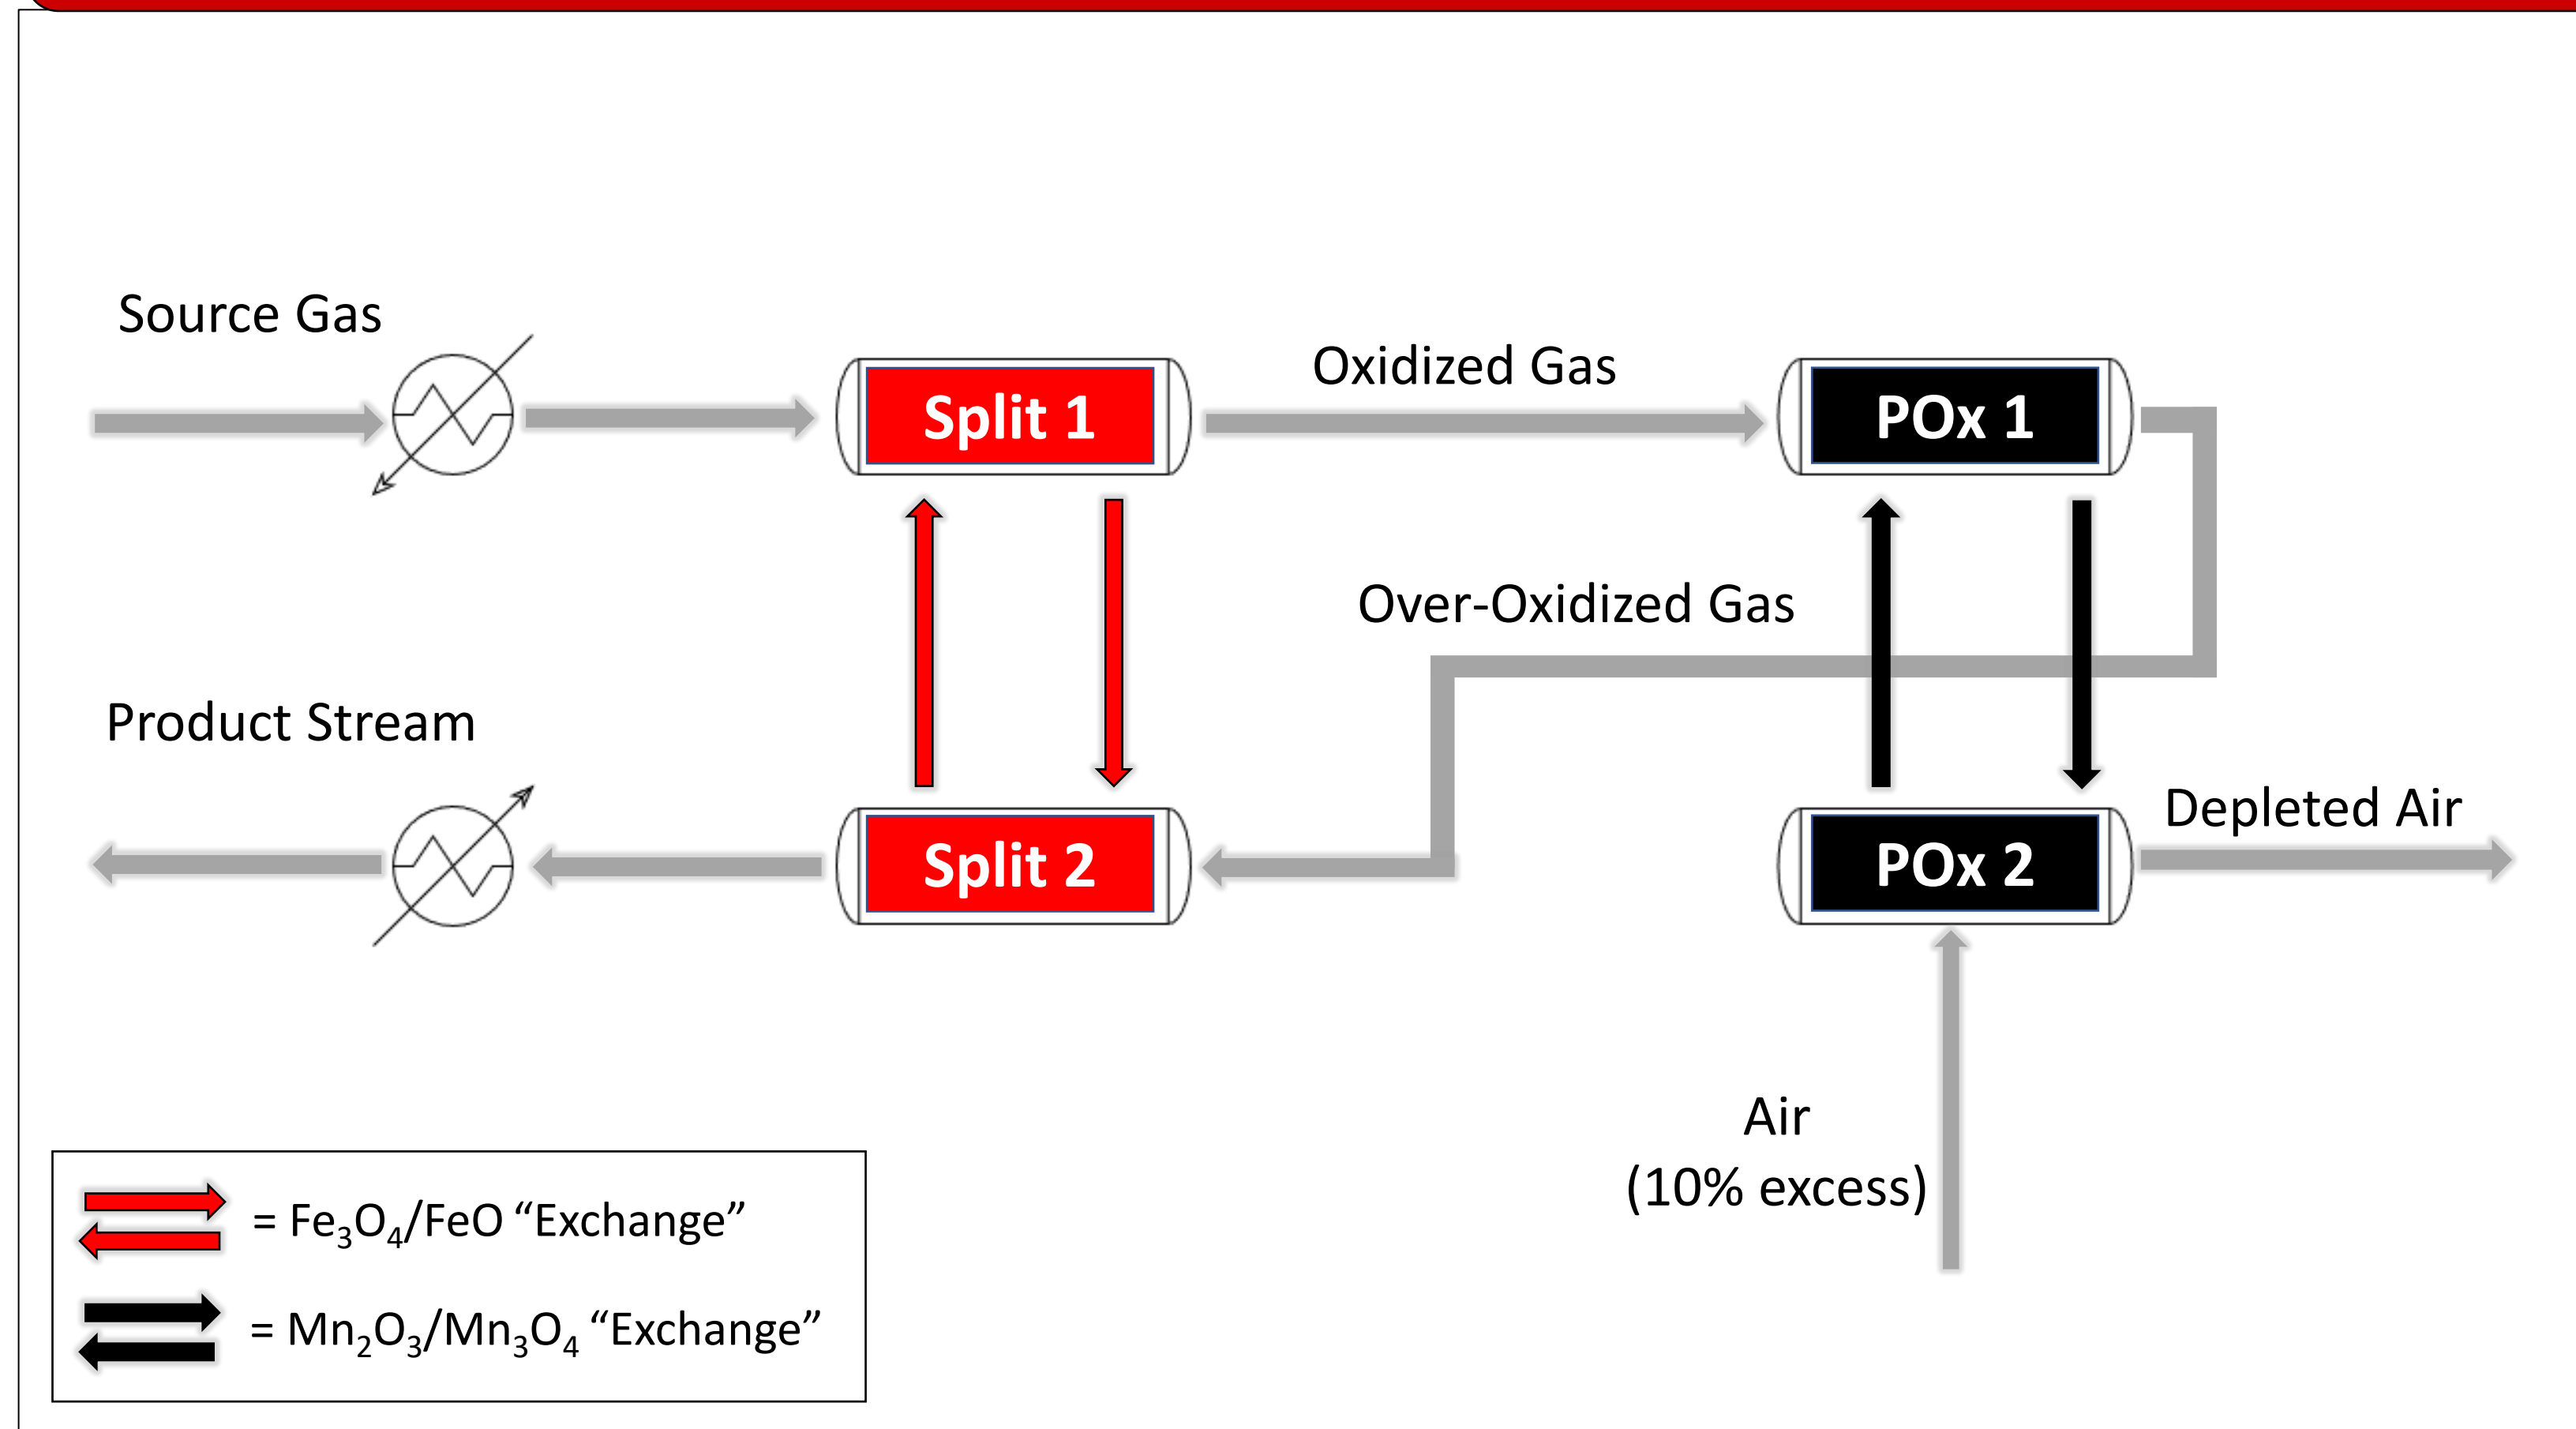 Source Gas
Split 1
Oxidized Gas
POx 1
Over-Oxidized Gas
Product Stream
Split 2
POx 2
Depleted Air
Air
(10% excess)
= Fe₃O₄/FeO “Exchange”
= Mn₂O₃/Mn₃O₄ “Exchange”